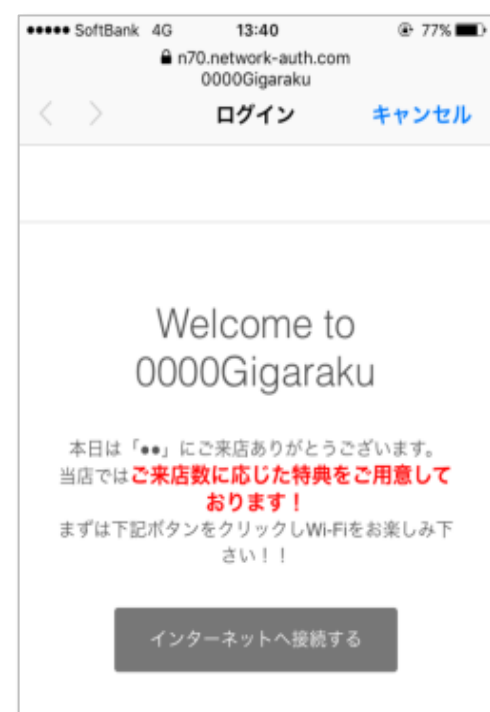 ●●●●● SoftBank 4G 13:40 77%
n70.network-auth.com
0000Gigaraku
ログイン キャンセル
Welcome to
0000Gigaraku
本日は「●●」にご来店ありがとうございます。
当店ではご来店数に応じた特典をご用意して
おります！
まずは下記ボタンをクリックしWi-Fiをお楽しみ下
さい！！
インターネットへ接続する